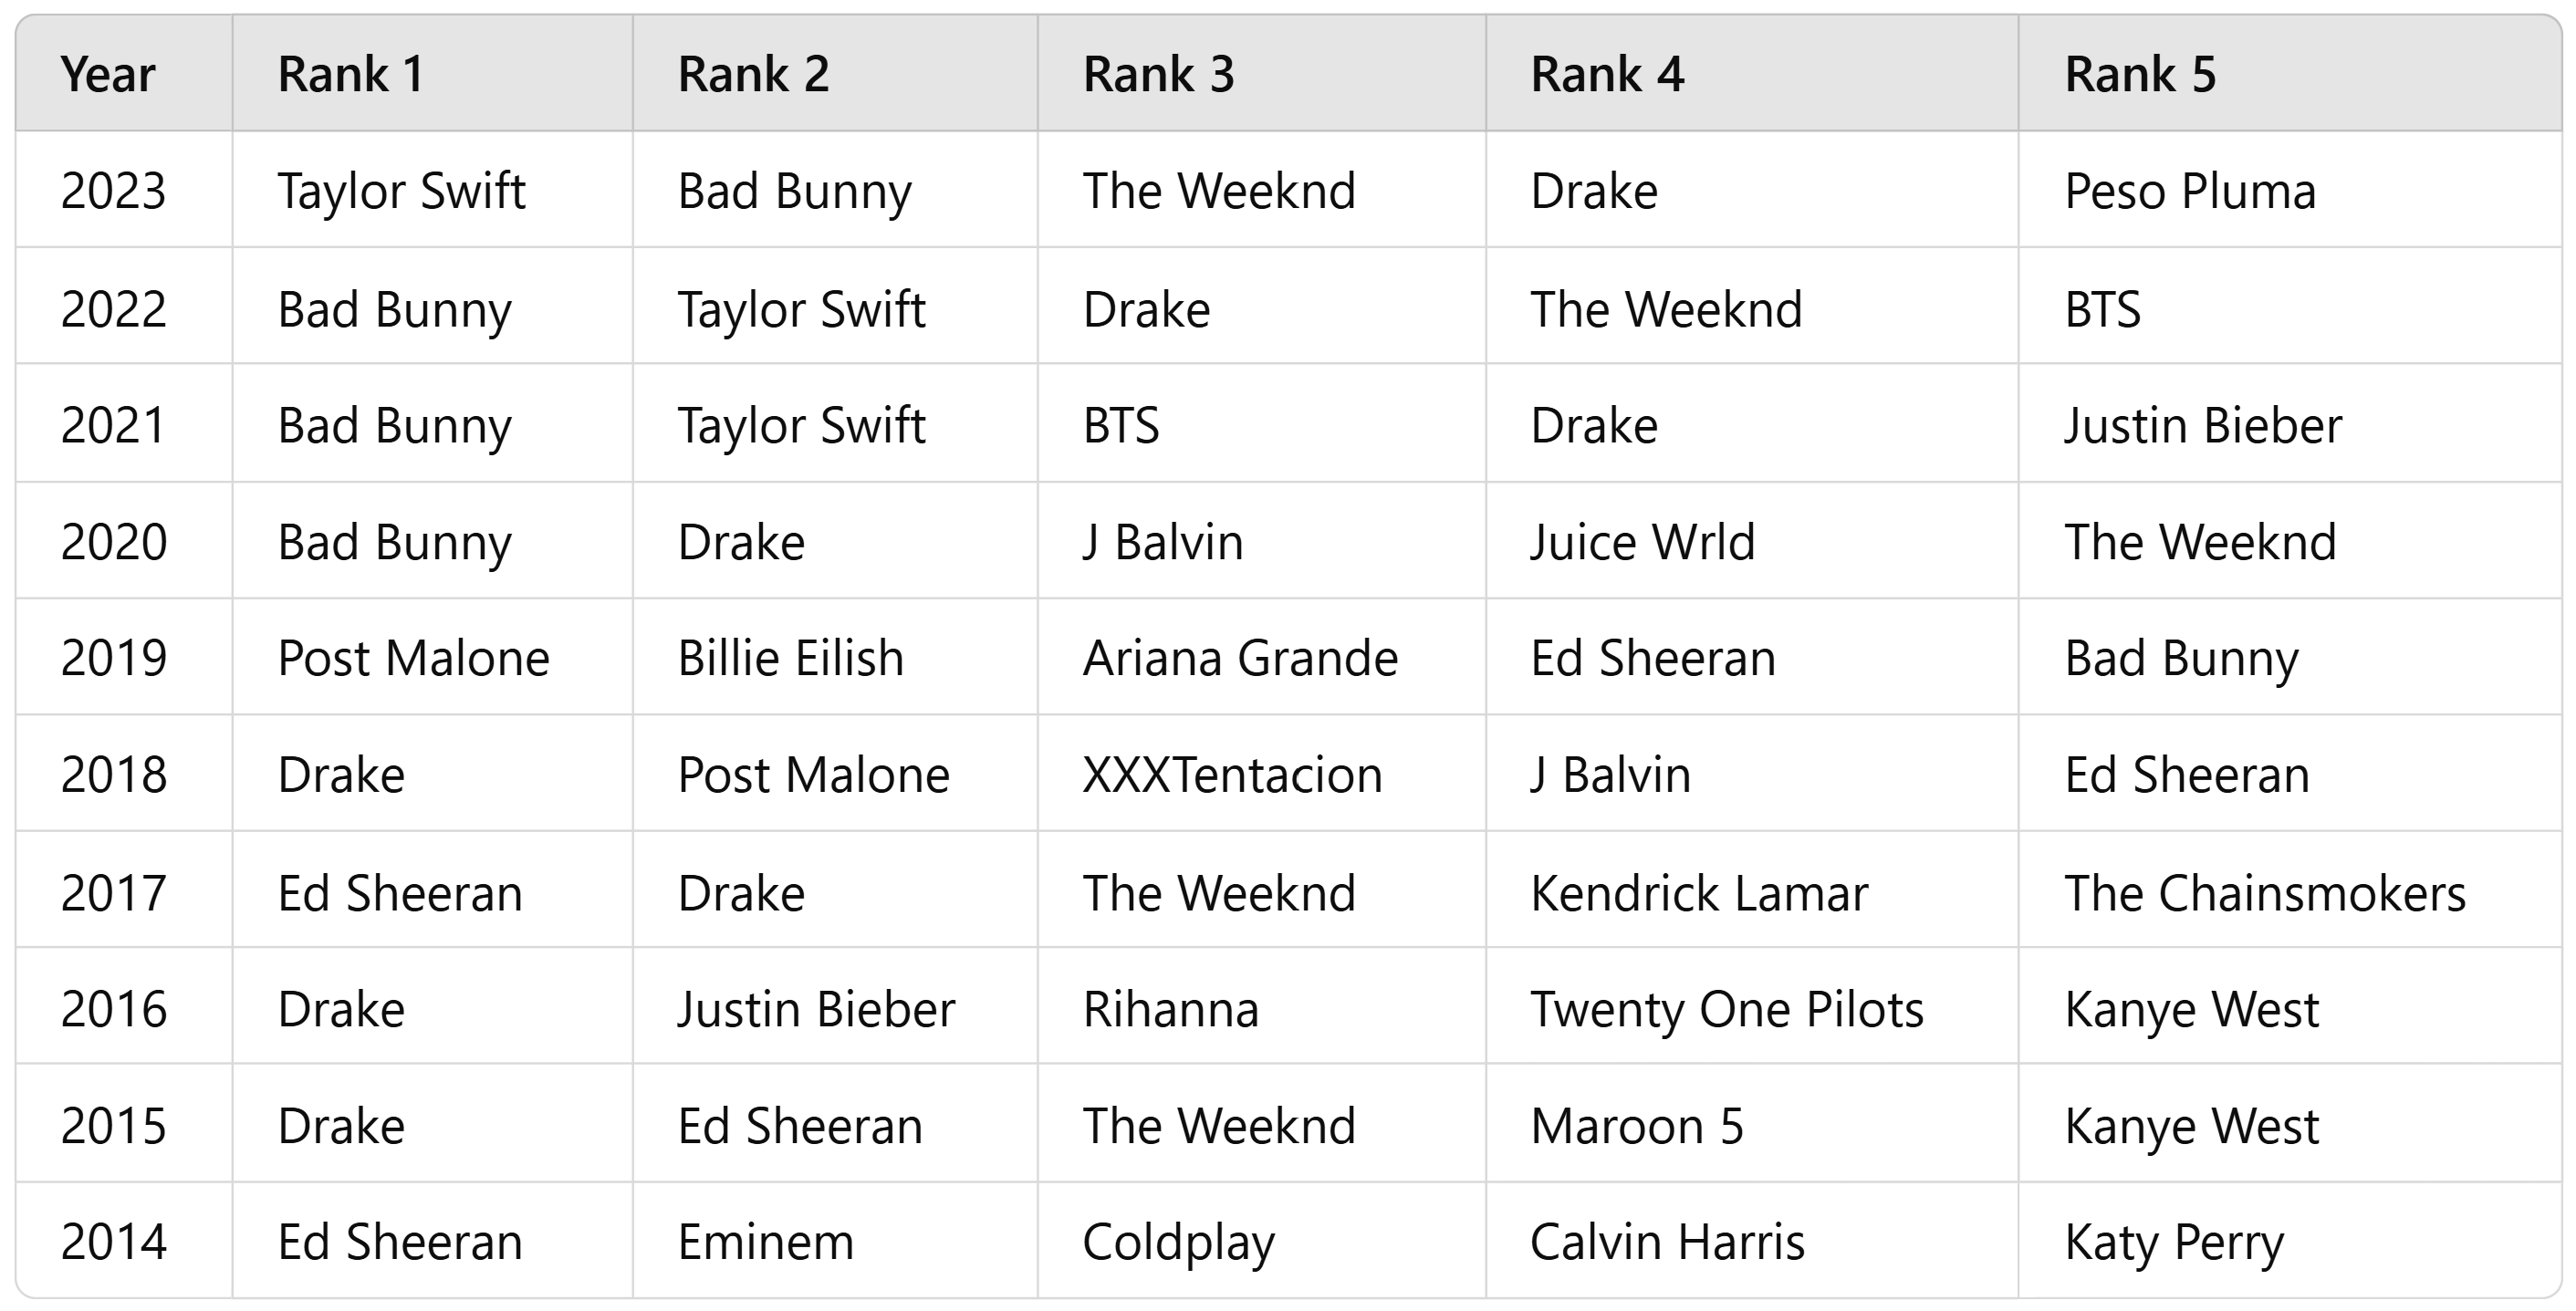 Year Rank 1 Rank 2 Rank 3 Rank 4 Rank 5
2023 Taylor Swift Bad Bunny The Weeknd Drake Peso Pluma
2022 Bad Bunny Taylor Swift Drake The Weeknd BTS
2021 Bad Bunny Taylor Swift BTS Drake Justin Bieber
2020 Bad Bunny Drake J Balvin Juice Wrld The Weeknd
2019 Post Malone Billie Eilish Ariana Grande Ed Sheeran Bad Bunny
2018 Drake Post Malone XXXTentacion J Balvin Ed Sheeran
2017 Ed Sheeran Drake The Weeknd Kendrick Lamar The Chainsmokers
2016 Drake Justin Bieber Rihanna Twenty One Pilots Kanye West
2015 Drake Ed Sheeran The Weeknd Maroon 5 Kanye West
2014 Ed Sheeran Eminem Coldplay Calvin Harris Katy Perry